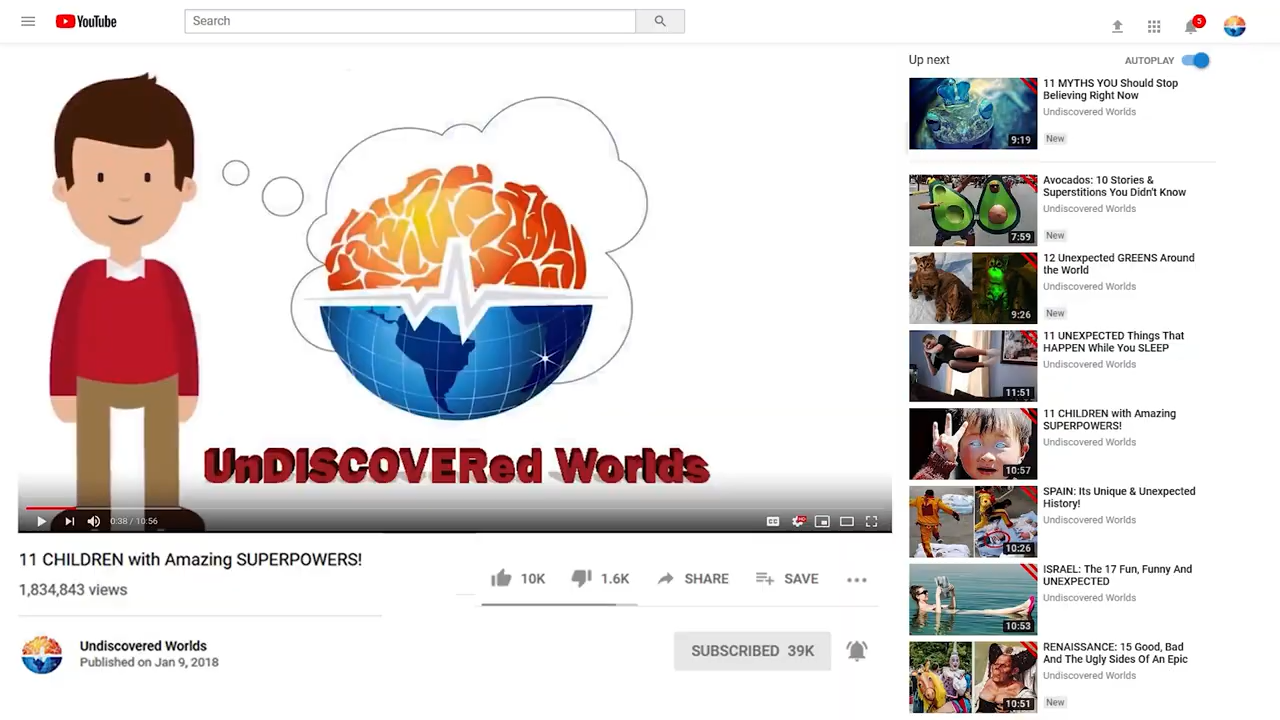 YouTube
Search
5
UnDISCOVERed Worlds
0:38 / 10:56
CC
HD
11 CHILDREN with Amazing SUPERPOWERS!
1,834,843 views
10K
1.6K
SHARE
SAVE
Undiscovered Worlds
Published on Jan 9, 2018
SUBSCRIBED 39K
Up next
AUTOPLAY
11 MYTHS YOU Should Stop
Believing Right Now
Undiscovered Worlds
New
9:19
Avocados: 10 Stories &
Superstitions You Didn't Know
Undiscovered Worlds
New
7:59
12 Unexpected GREENS Around
the World
Undiscovered Worlds
New
9:26
11 UNEXPECTED Things That
HAPPEN While You SLEEP
Undiscovered Worlds
11:51
11 CHILDREN with Amazing
SUPERPOWERS!
Undiscovered Worlds
10:57
SPAIN: Its Unique & Unexpected
History!
Undiscovered Worlds
10:26
ISRAEL: The 17 Fun, Funny And
UNEXPECTED
Undiscovered Worlds
10:53
RENAISSANCE: 15 Good, Bad
And The Ugly Sides Of An Epic
Undiscovered Worlds
New
10:51